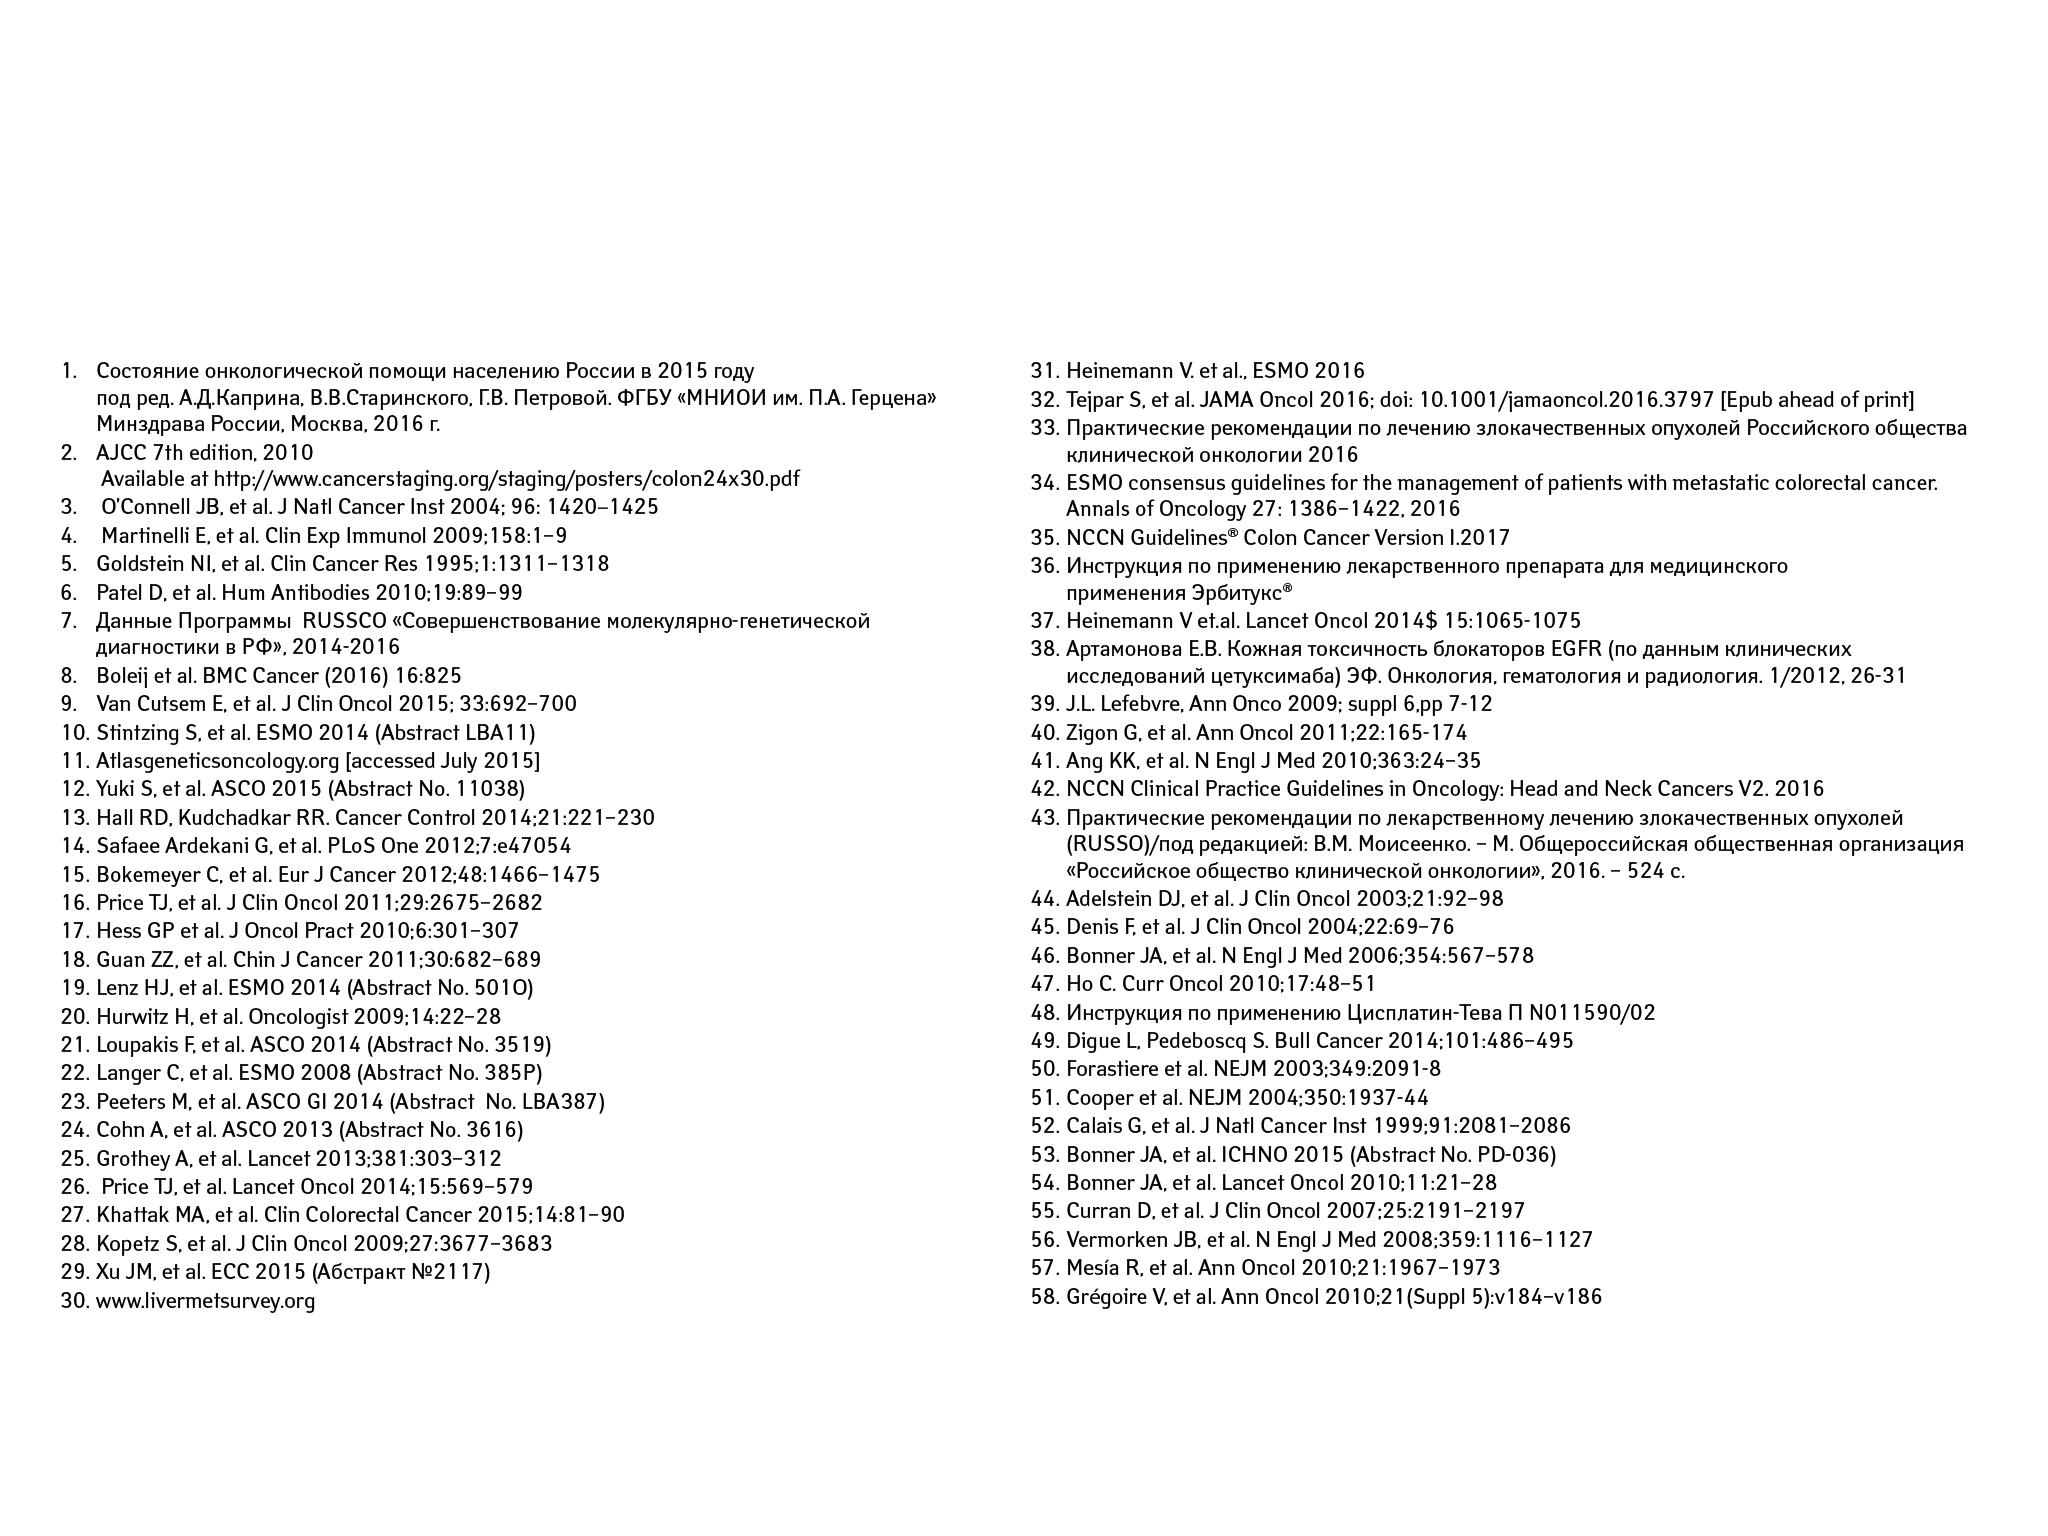 1. Состояние онкологической помощи населению России в 2015 году
под ред. А.Д.Каприна, В.В.Старинского, Г.В. Петровой. ФГБУ «МНИОИ им. П.А. Герцена»
Минздрава России, Москва, 2016 г.
2. AJCC 7th edition, 2010
Available at http://www.cancerstaging.org/staging/posters/colon24x30.pdf
3. O’Connell JB, et al. J Natl Cancer Inst 2004; 96: 1420–1425
4. Martinelli E, et al. Clin Exp Immunol 2009;158:1–9
5. Goldstein NI, et al. Clin Cancer Res 1995;1:1311–1318
6. Patel D, et al. Hum Antibodies 2010;19:89–99
7. Данные Программы RUSSCO «Совершенствование молекулярно-генетической
диагностики в РФ», 2014-2016
8. Boleij et al. BMC Cancer (2016) 16:825
9. Van Cutsem E, et al. J Clin Oncol 2015; 33:692–700
10. Stintzing S, et al. ESMO 2014 (Abstract LBA11)
11. Atlasgeneticsoncology.org [accessed July 2015]
12. Yuki S, et al. ASCO 2015 (Abstract No. 11038)
13. Hall RD, Kudchadkar RR. Cancer Control 2014;21:221–230
14. Safaee Ardekani G, et al. PLoS One 2012;7:e47054
15. Bokemeyer C, et al. Eur J Cancer 2012;48:1466–1475
16. Price TJ, et al. J Clin Oncol 2011;29:2675–2682
17. Hess GP et al. J Oncol Pract 2010;6:301–307
18. Guan ZZ, et al. Chin J Cancer 2011;30:682–689
19. Lenz HJ, et al. ESMO 2014 (Abstract No. 501O)
20. Hurwitz H, et al. Oncologist 2009;14:22–28
21. Loupakis F, et al. ASCO 2014 (Abstract No. 3519)
22. Langer C, et al. ESMO 2008 (Abstract No. 385P)
23. Peeters M, et al. ASCO GI 2014 (Abstract No. LBA387)
24. Cohn A, et al. ASCO 2013 (Abstract No. 3616)
25. Grothey A, et al. Lancet 2013;381:303–312
26. Price TJ, et al. Lancet Oncol 2014;15:569–579
27. Khattak MA, et al. Clin Colorectal Cancer 2015;14:81–90
28. Kopetz S, et al. J Clin Oncol 2009;27:3677–3683
29. Xu JM, et al. ECC 2015 (Абстракт №2117)
30. www.livermetsurvey.org
31. Heinemann V. et al., ESMO 2016
32. Tejpar S, et al. JAMA Oncol 2016; doi: 10.1001/jamaoncol.2016.3797 [Epub ahead of print]
33. Практические рекомендации по лечению злокачественных опухолей Российского общества
клинической онкологии 2016
34. ESMO consensus guidelines for the management of patients with metastatic colorectal cancer.
Annals of Oncology 27: 1386–1422, 2016
35. NCCN Guidelines® Colon Cancer Version I.2017
36. Инструкция по применению лекарственного препарата для медицинского
применения Эрбитукс®
37. Heinemann V et.al. Lancet Oncol 2014$ 15:1065-1075
38. Артамонова Е.В. Кожная токсичность блокаторов EGFR (по данным клинических
исследований цетуксимаба) ЭФ. Онкология, гематология и радиология. 1/2012, 26-31
39. J.L. Lefebvre, Ann Onco 2009; suppl 6,pp 7-12
40. Zigon G, et al. Ann Oncol 2011;22:165-174
41. Ang KK, et al. N Engl J Med 2010;363:24–35
42. NCCN Clinical Practice Guidelines in Oncology: Head and Neck Cancers V2. 2016
43. Практические рекомендации по лекарственному лечению злокачественных опухолей
(RUSSO)/под редакцией: В.М. Моисеенко. – М. Общероссийская общественная организация
«Российское общество клинической онкологии», 2016. – 524 с.
44. Adelstein DJ, et al. J Clin Oncol 2003;21:92–98
45. Denis F, et al. J Clin Oncol 2004;22:69–76
46. Bonner JA, et al. N Engl J Med 2006;354:567–578
47. Ho C. Curr Oncol 2010;17:48–51
48. Инструкция по применению Цисплатин-Тева П N011590/02
49. Digue L, Pedeboscq S. Bull Cancer 2014;101:486–495
50. Forastiere et al. NEJM 2003;349:2091-8
51. Cooper et al. NEJM 2004;350:1937-44
52. Calais G, et al. J Natl Cancer Inst 1999;91:2081–2086
53. Bonner JA, et al. ICHNO 2015 (Abstract No. PD-036)
54. Bonner JA, et al. Lancet Oncol 2010;11:21–28
55. Curran D, et al. J Clin Oncol 2007;25:2191–2197
56. Vermorken JB, et al. N Engl J Med 2008;359:1116–1127
57. Mesía R, et al. Ann Oncol 2010;21:1967–1973
58. Grégoire V, et al. Ann Oncol 2010;21(Suppl 5):v184–v186